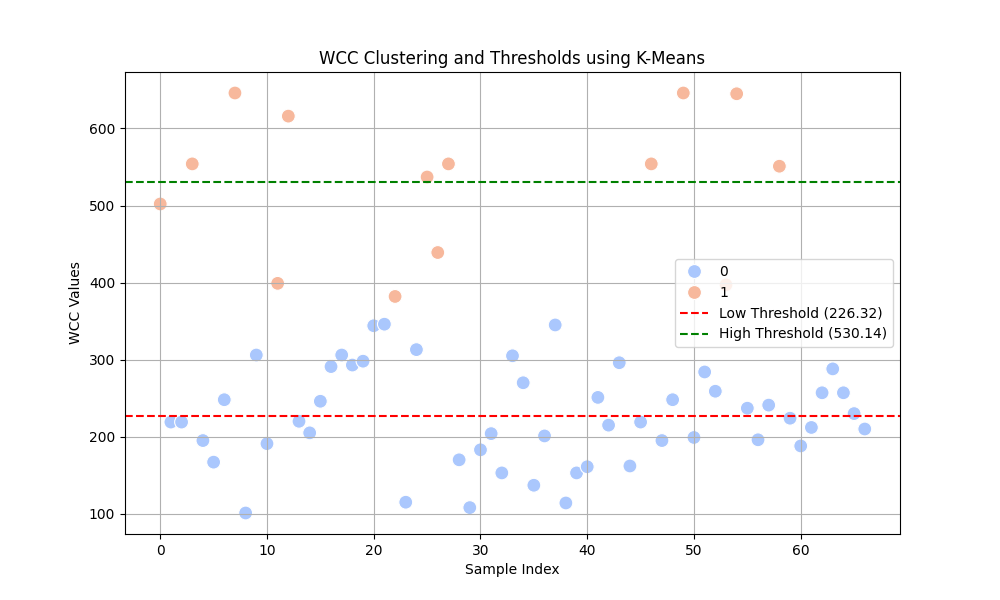 WCC Clustering and Thresholds using K-Means
WCC Values
600
500
400
300
200
100
0
1
Low Threshold (226.32)
High Threshold (530.14)
0 10 20 30 40 50 60
Sample Index